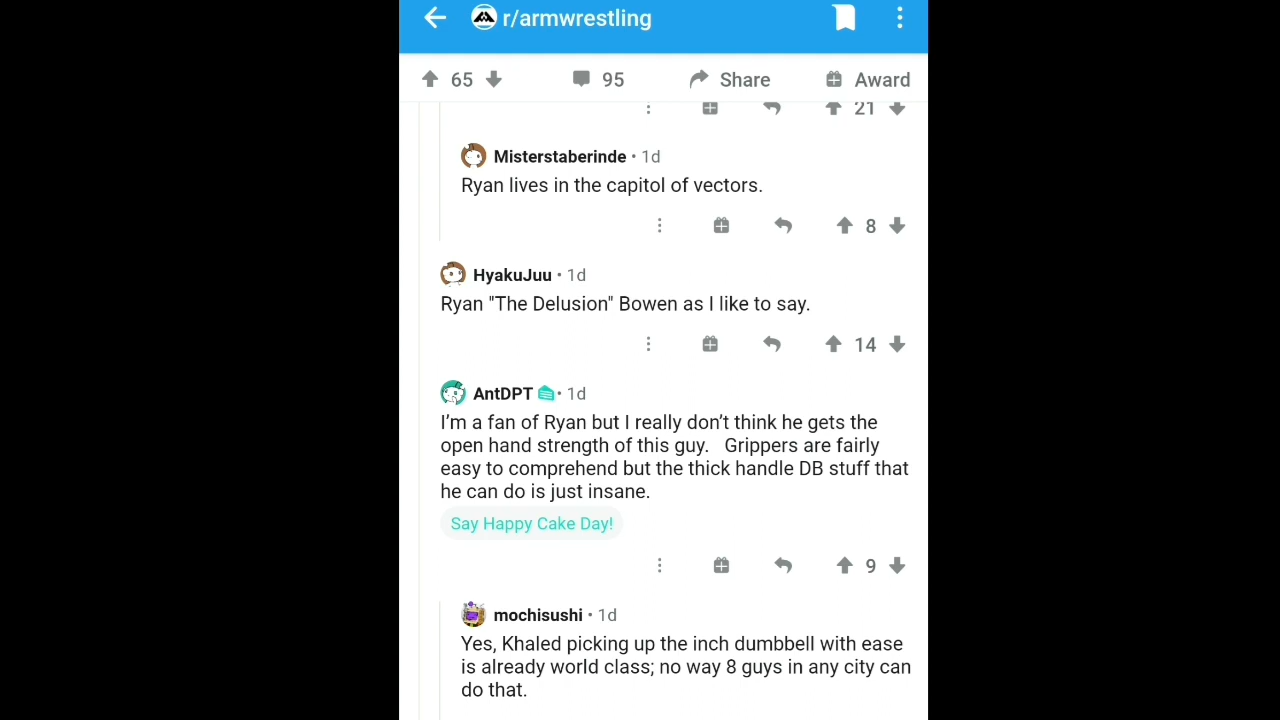 r/armwrestling
65 95 Share Award
21
Misterstaberinde • 1d
Ryan lives in the capitol of vectors.
8
HyakuJuu • 1d
Ryan "The Delusion" Bowen as I like to say.
14
AntDPT • 1d
I’m a fan of Ryan but I really don’t think he gets the
open hand strength of this guy.   Grippers are fairly
easy to comprehend but the thick handle DB stuff that
he can do is just insane.
Say Happy Cake Day!
9
mochisushi • 1d
Yes, Khaled picking up the inch dumbbell with ease
is already world class; no way 8 guys in any city can
do that.